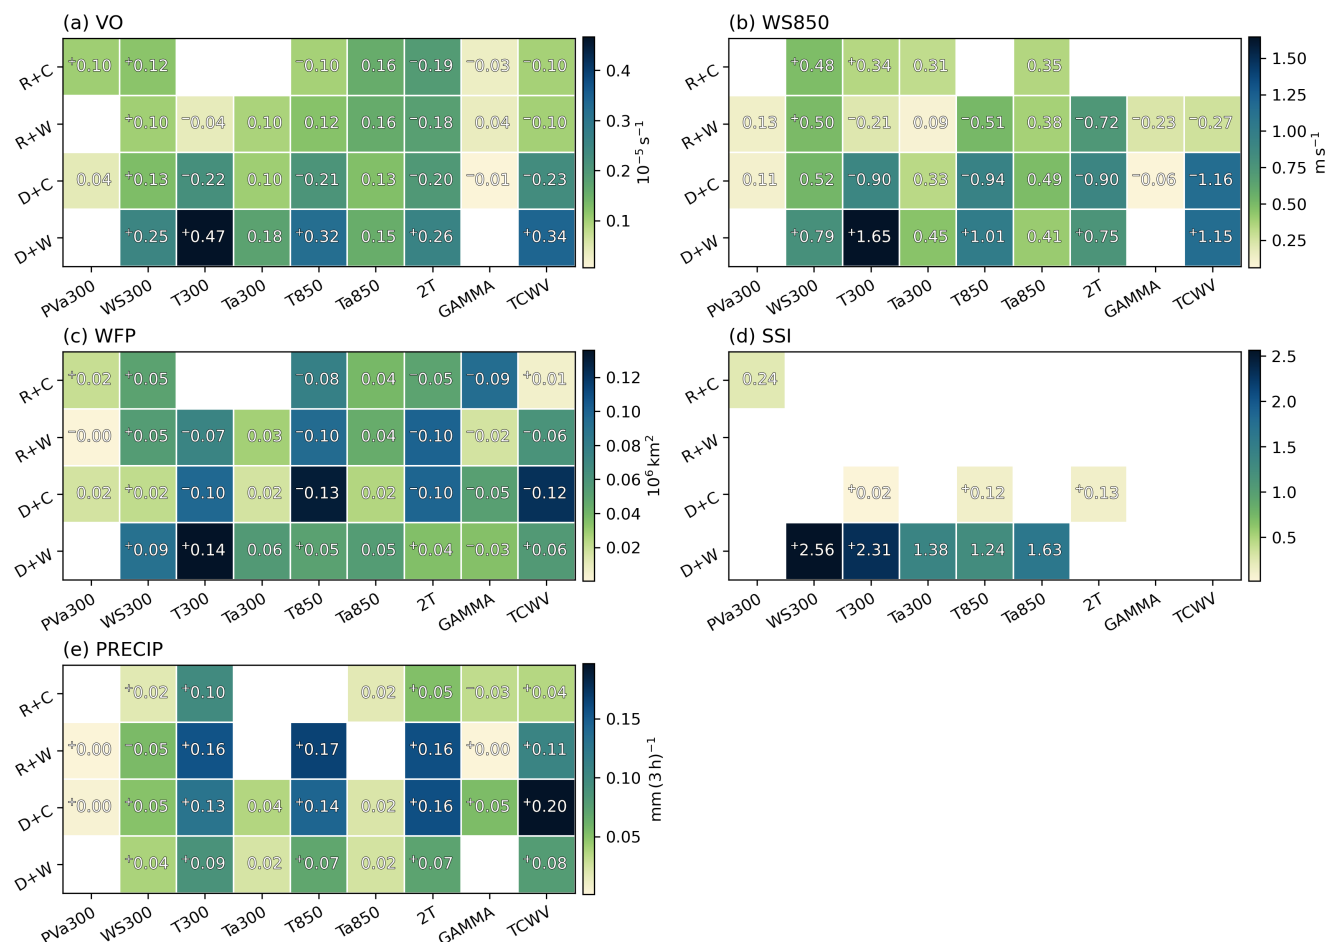 (a) VO
R+C ⁺0.10 ⁺0.12 ⁻0.10 0.16 ⁻0.19 ⁻0.03 ⁻0.10
R+W ⁺0.10 ⁻0.04 0.10 0.12 0.16 ⁻0.18 0.04 ⁻0.10
D+C 0.04 ⁺0.13 ⁻0.22 0.10 ⁻0.21 0.13 ⁻0.20 ⁻0.01 ⁻0.23
D+W ⁺0.25 ⁺0.47 0.18 ⁺0.32 0.15 ⁺0.26 ⁺0.34
PVa300 WS300 T300 Ta300 T850 Ta850 2T GAMMA TCWV
0.4
0.3
0.2
0.1
10⁻⁵ s⁻¹
(b) WS850
R+C ⁺0.48 ⁺0.34 0.31 0.35
R+W 0.13 ⁺0.50 ⁻0.21 0.09 ⁻0.51 0.38 ⁻0.72 ⁻0.23 ⁻0.27
D+C 0.11 0.52 ⁻0.90 0.33 ⁻0.94 0.49 ⁻0.90 ⁻0.06 ⁻1.16
D+W ⁺0.79 ⁺1.65 0.45 ⁺1.01 0.41 ⁺0.75 ⁺1.15
PVa300 WS300 T300 Ta300 T850 Ta850 2T GAMMA TCWV
1.50
1.25
1.00
0.75
0.50
0.25
m s⁻¹
(c) WFP
R+C ⁺0.02 ⁺0.05 ⁻0.08 0.04 ⁻0.05 ⁻0.09 ⁺0.01
R+W ⁻0.00 ⁺0.05 ⁻0.07 0.03 ⁻0.10 0.04 ⁻0.10 ⁻0.02 ⁻0.06
D+C 0.02 ⁺0.02 ⁻0.10 0.02 ⁻0.13 0.02 ⁻0.10 ⁻0.05 ⁻0.12
D+W ⁺0.09 ⁺0.14 0.06 ⁺0.05 0.05 ⁺0.04 ⁻0.03 ⁺0.06
PVa300 WS300 T300 Ta300 T850 Ta850 2T GAMMA TCWV
0.12
0.10
0.08
0.06
0.04
0.02
10⁶ km²
(d) SSI
R+C 0.24
R+W
D+C ⁺0.02 ⁺0.12 ⁺0.13
D+W ⁺2.56 ⁺2.31 1.38 1.24 1.63
PVa300 WS300 T300 Ta300 T850 Ta850 2T GAMMA TCWV
2.5
2.0
1.5
1.0
0.5
(e) PRECIP
R+C ⁺0.02 ⁺0.10 0.02 ⁺0.05 ⁻0.03 ⁺0.04
R+W ⁺0.00 ⁻0.05 ⁺0.16 ⁺0.17 ⁺0.16 ⁺0.00 ⁺0.11
D+C ⁺0.00 ⁺0.05 ⁺0.13 0.04 ⁺0.14 0.02 ⁺0.16 ⁺0.05 ⁺0.20
D+W ⁺0.04 ⁺0.09 0.02 ⁺0.07 0.02 ⁺0.07 ⁺0.08
PVa300 WS300 T300 Ta300 T850 Ta850 2T GAMMA TCWV
0.15
0.10
0.05
mm (3 h)⁻¹